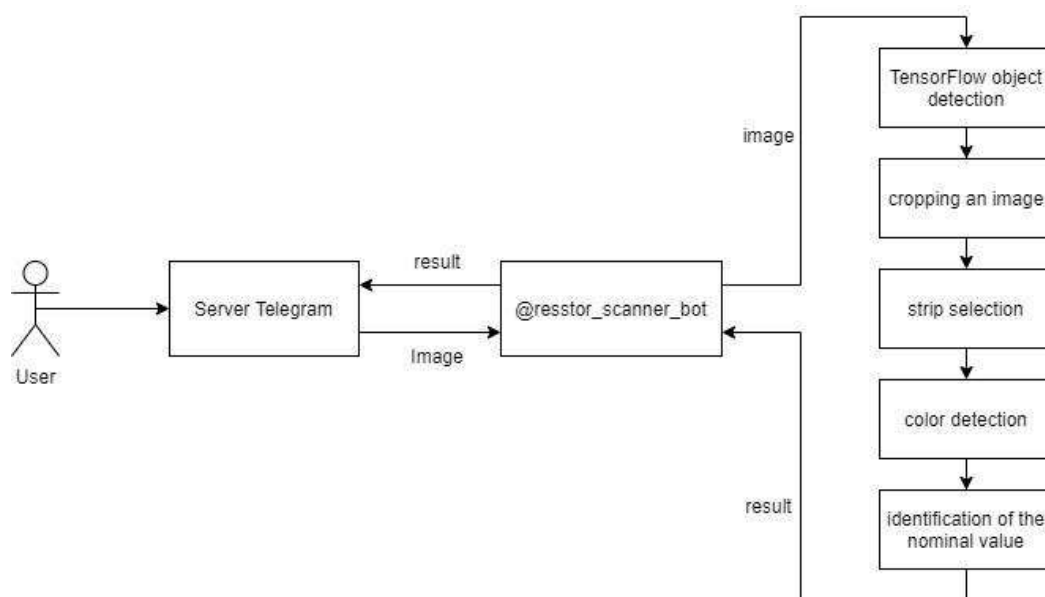 TensorFlow object
detection
image
cropping an image
result
Server Telegram
@resstor_scanner_bot
strip selection
Image
User
color detection
result
identification of the
nominal value